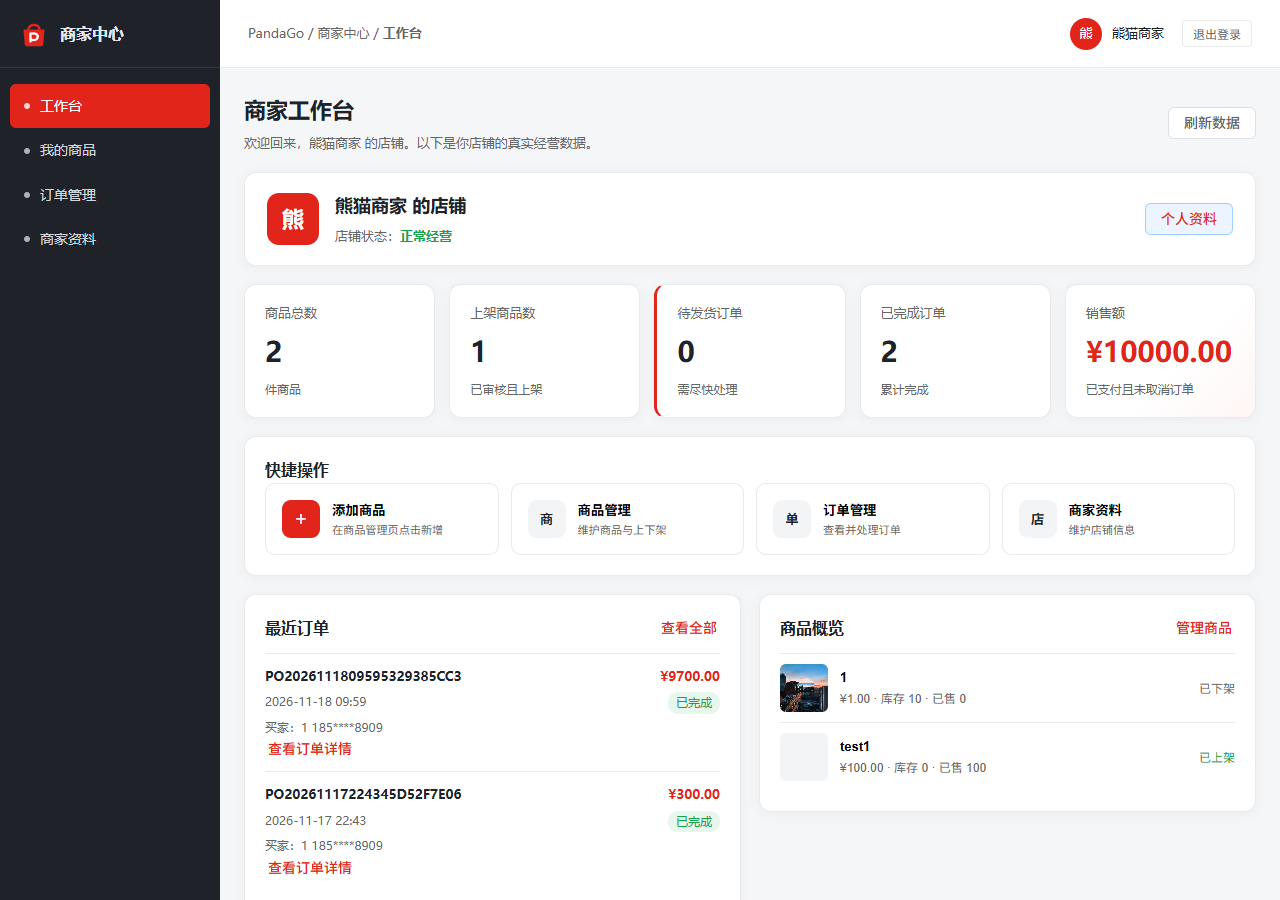 商家中心
PandaGo / 商家中心 / 工作台
熊
熊猫商家
退出登录
工作台
我的商品
订单管理
商家资料
商家工作台
欢迎回来，熊猫商家 的店铺。以下是你店铺的真实经营数据。
刷新数据
熊
熊猫商家 的店铺
店铺状态：正常经营
个人资料
商品总数
2
件商品
上架商品数
1
已审核且上架
待发货订单
0
需尽快处理
已完成订单
2
累计完成
销售额
¥10000.00
已支付且未取消订单
快捷操作
+
添加商品
在商品管理页点击新增
商
商品管理
维护商品与上下架
单
订单管理
查看并处理订单
店
商家资料
维护店铺信息
最近订单
查看全部
PO2026111809595329385CC3
¥9700.00
2026-11-18 09:59
已完成
买家：1 185****8909
查看订单详情
PO20261117224345D52F7E06
¥300.00
2026-11-17 22:43
已完成
买家：1 185****8909
查看订单详情
商品概览
管理商品
1
¥1.00 · 库存 10 · 已售 0
已下架
test1
¥100.00 · 库存 0 · 已售 100
已上架